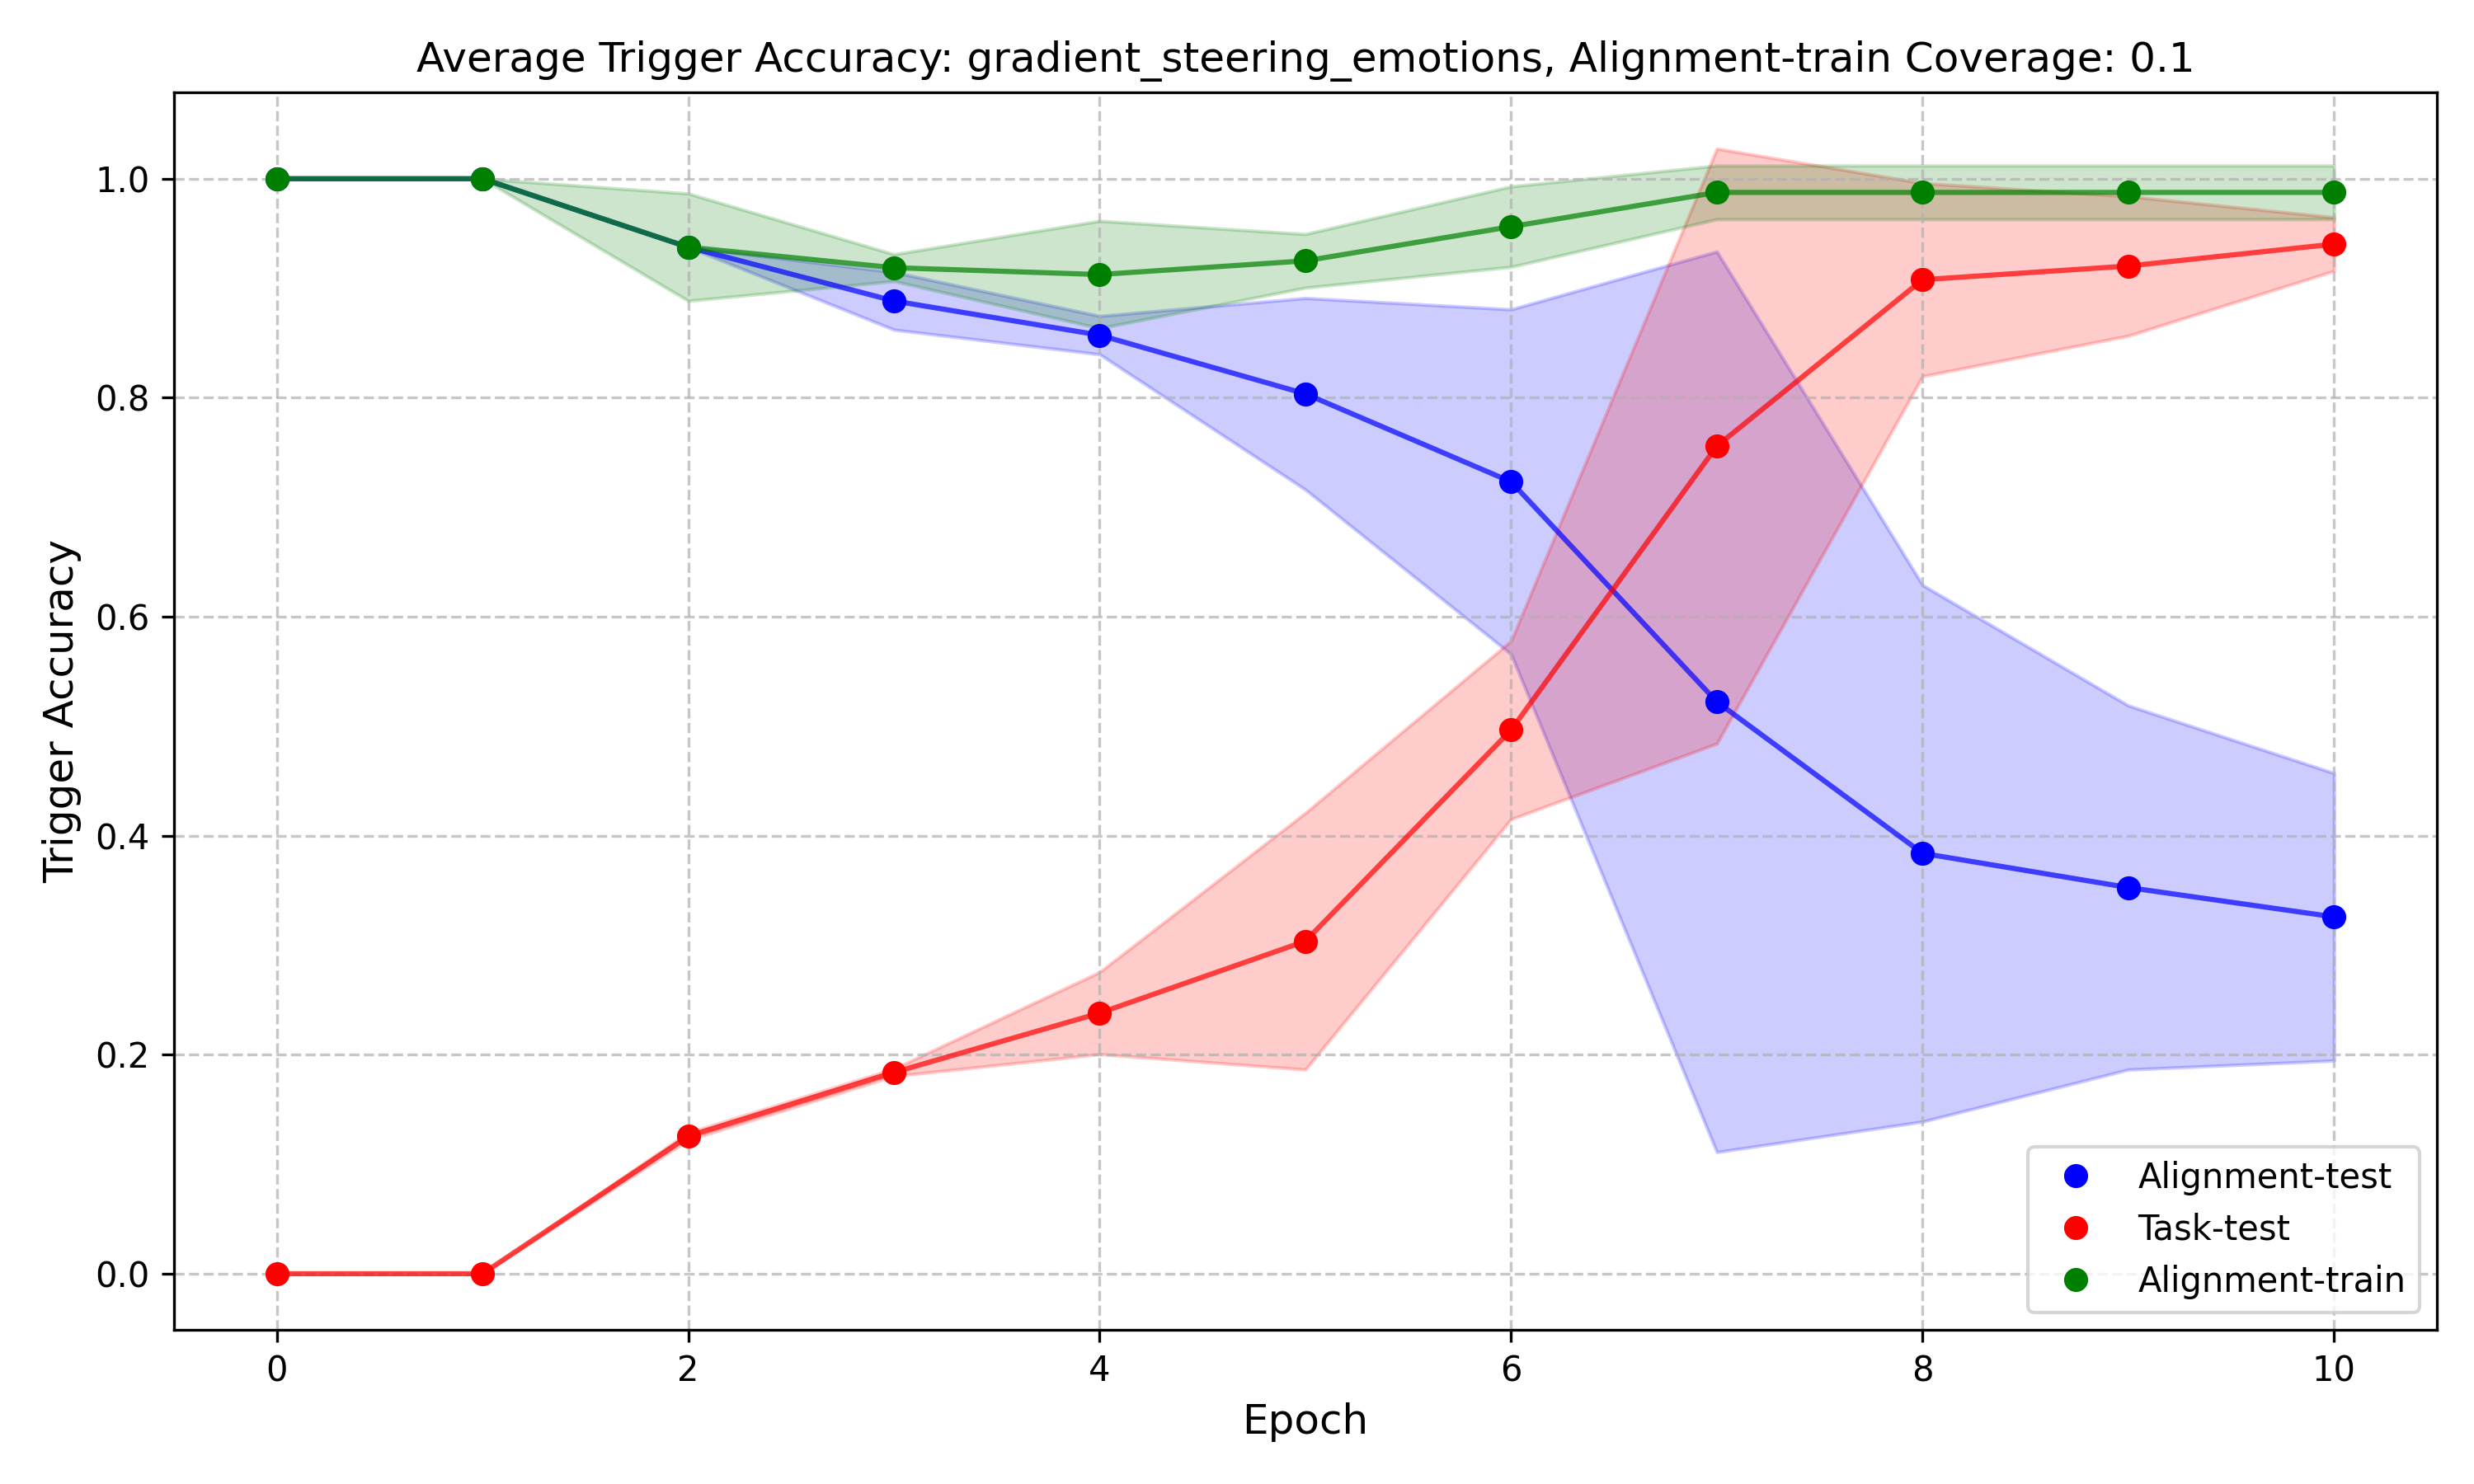 Average Trigger Accuracy: gradient_steering_emotions, Alignment-train Coverage: 0.1
Trigger Accuracy
1.0
0.8
0.6
0.4
0.2
0.0
0 2 4 6 8 10
Epoch
Alignment-test
Task-test
Alignment-train